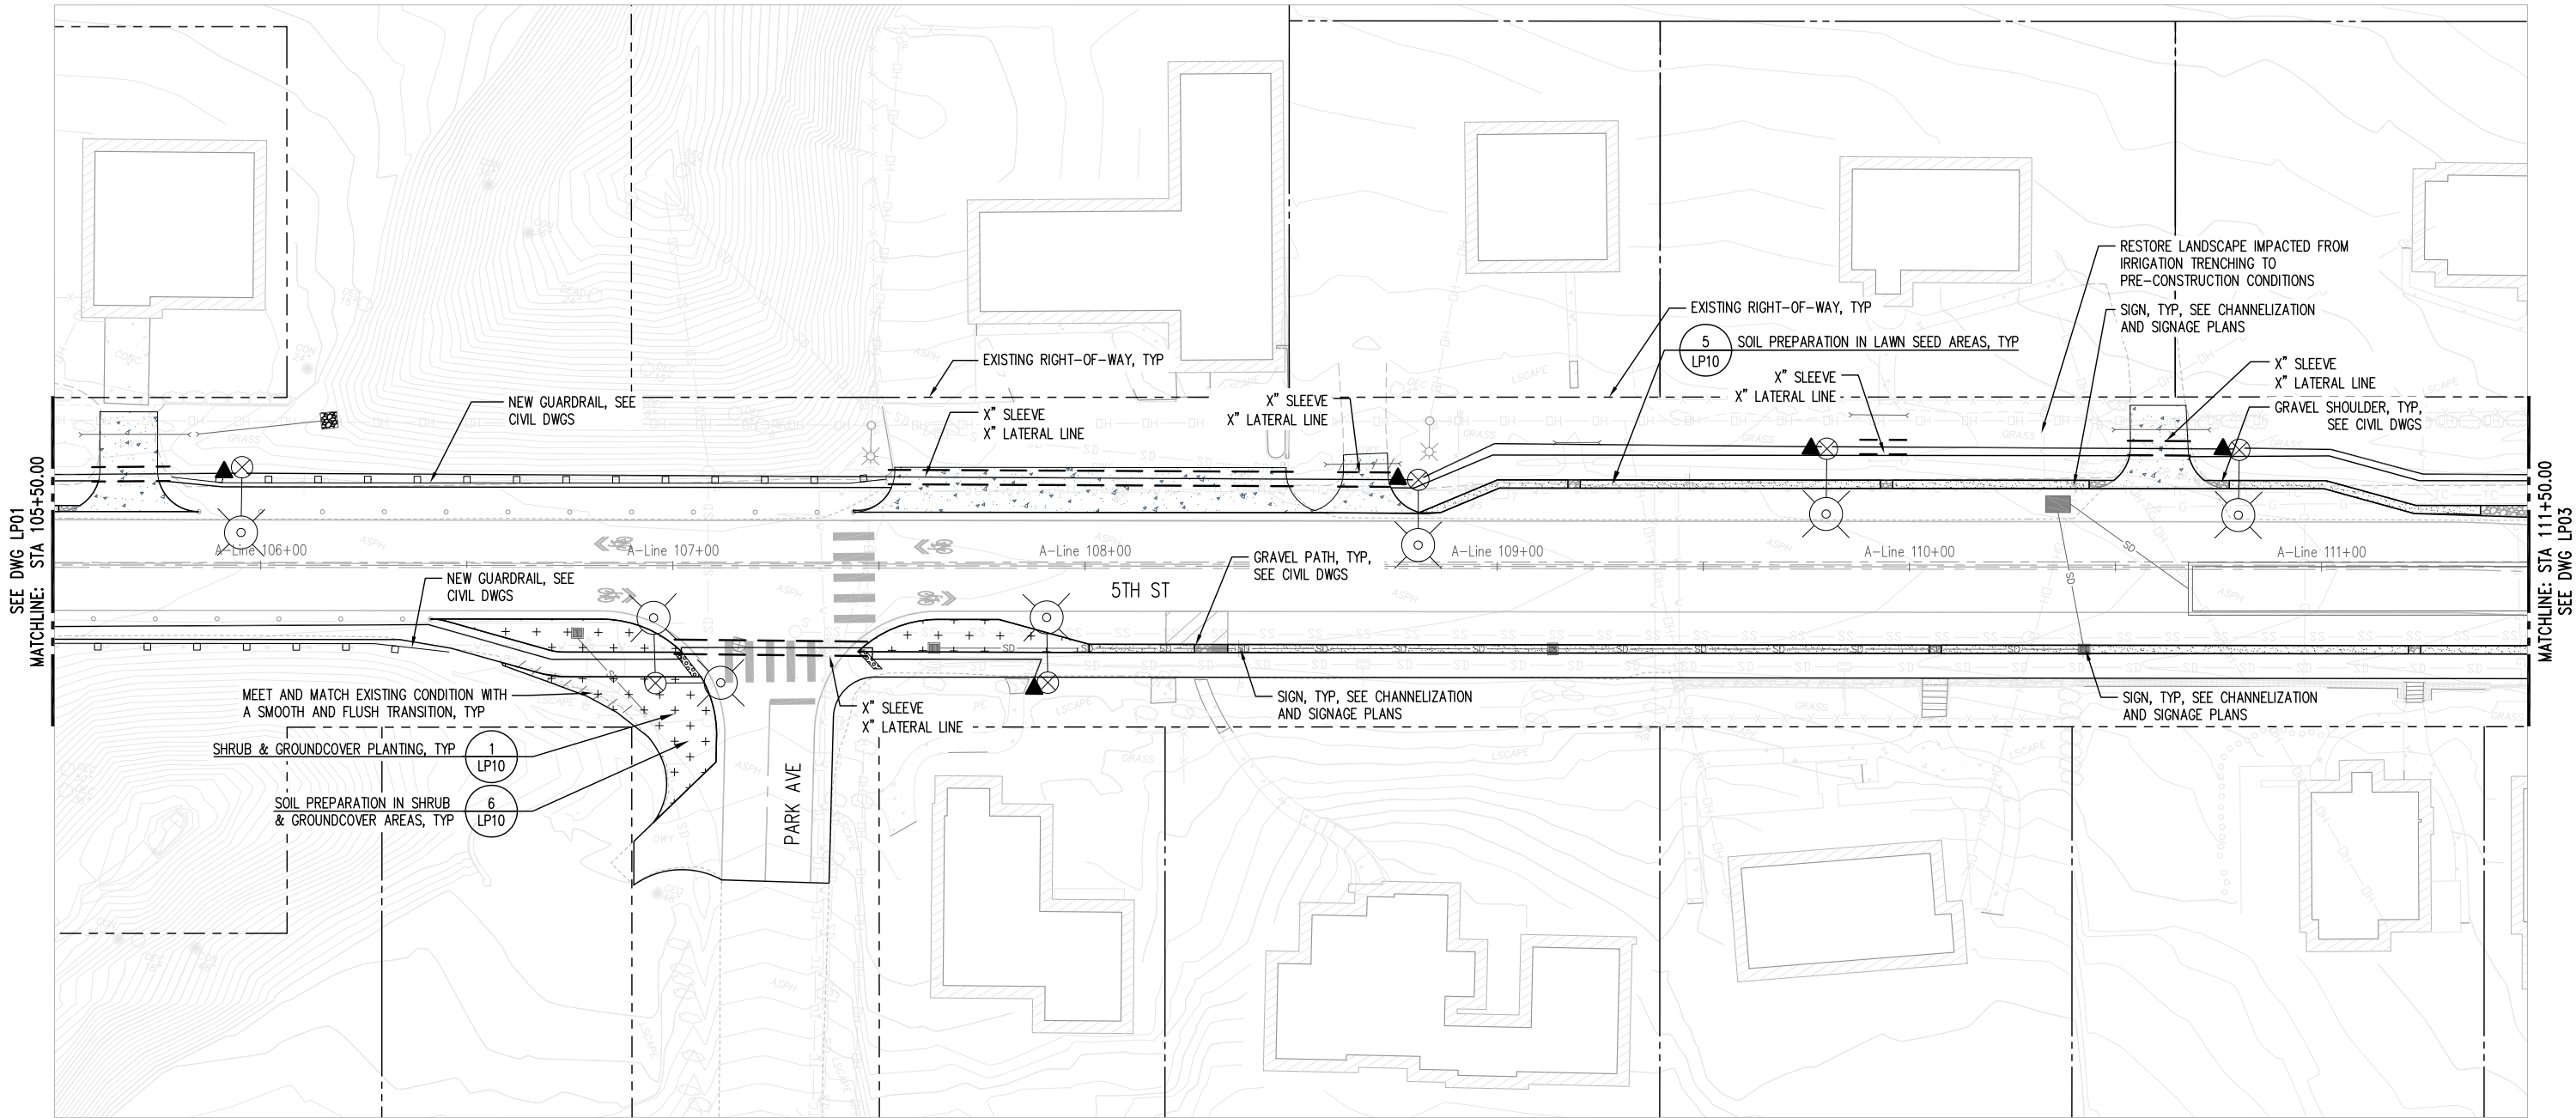 RESTORE LANDSCAPE IMPACTED FROM
IRRIGATION TRENCHING TO
PRE-CONSTRUCTION CONDITIONS
EXISTING RIGHT-OF-WAY, TYP
SIGN, TYP, SEE CHANNELIZATION
AND SIGNAGE PLANS
5
LP10
SOIL PREPARATION IN LAWN SEED AREAS, TYP
EXISTING RIGHT-OF-WAY, TYP
X" SLEEVE
X" LATERAL LINE
X" SLEEVE
X" LATERAL LINE
NEW GUARDRAIL, SEE
CIVIL DWGS
X" SLEEVE
X" LATERAL LINE
X" SLEEVE
X" LATERAL LINE
GRAVEL SHOULDER, TYP,
SEE CIVIL DWGS
SEE DWG LP01
MATCHLINE: STA 105+50.00
MATCHLINE: STA 111+50.00
SEE DWG LP03
A-Line 106+00
A-Line 107+00
A-Line 108+00
A-Line 109+00
A-Line 110+00
A-Line 111+00
NEW GUARDRAIL, SEE
CIVIL DWGS
GRAVEL PATH, TYP,
SEE CIVIL DWGS
5TH ST
MEET AND MATCH EXISTING CONDITION WITH
A SMOOTH AND FLUSH TRANSITION, TYP
X" SLEEVE
X" LATERAL LINE
SIGN, TYP, SEE CHANNELIZATION
AND SIGNAGE PLANS
SIGN, TYP, SEE CHANNELIZATION
AND SIGNAGE PLANS
SHRUB & GROUNDCOVER PLANTING, TYP
1
LP10
SOIL PREPARATION IN SHRUB
& GROUNDCOVER AREAS, TYP
6
LP10
PARK AVE